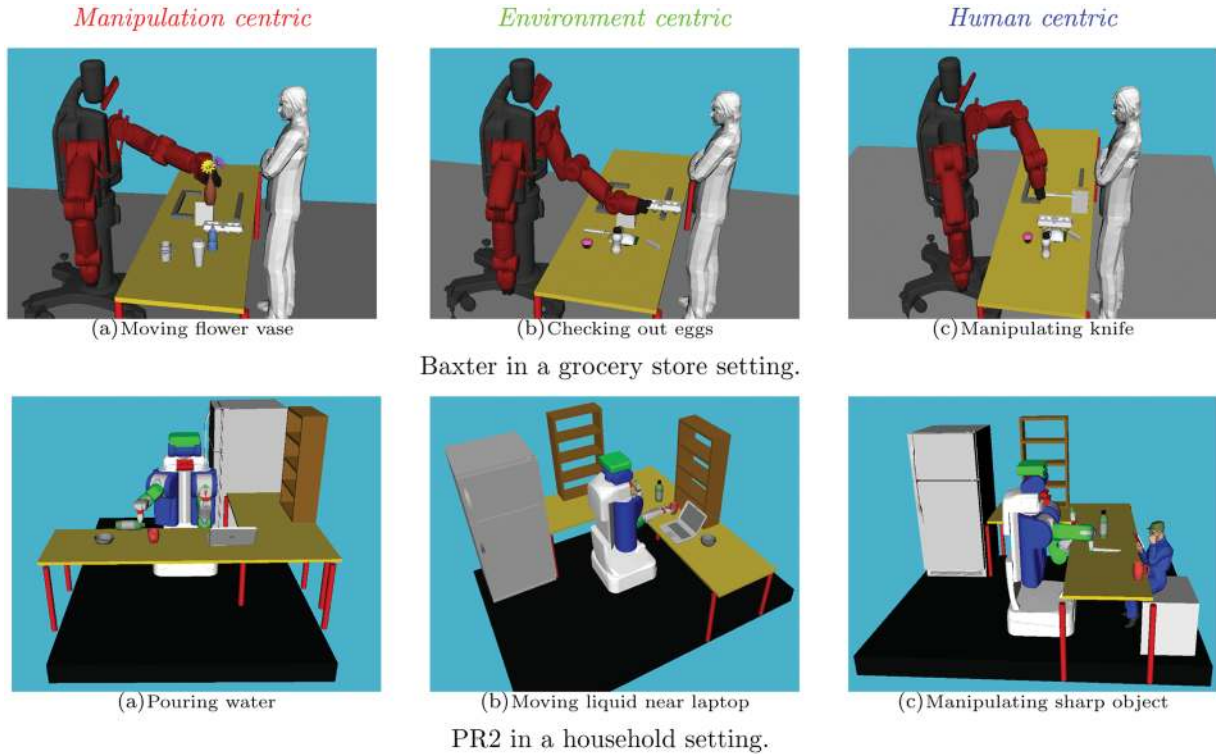 Manipulation centric
Environment centric
Human centric
(a)Moving flower vase
(b)Checking out eggs
(c)Manipulating knife
Baxter in a grocery store setting.
(a)Pouring water
(b)Moving liquid near laptop
(c)Manipulating sharp object
PR2 in a household setting.